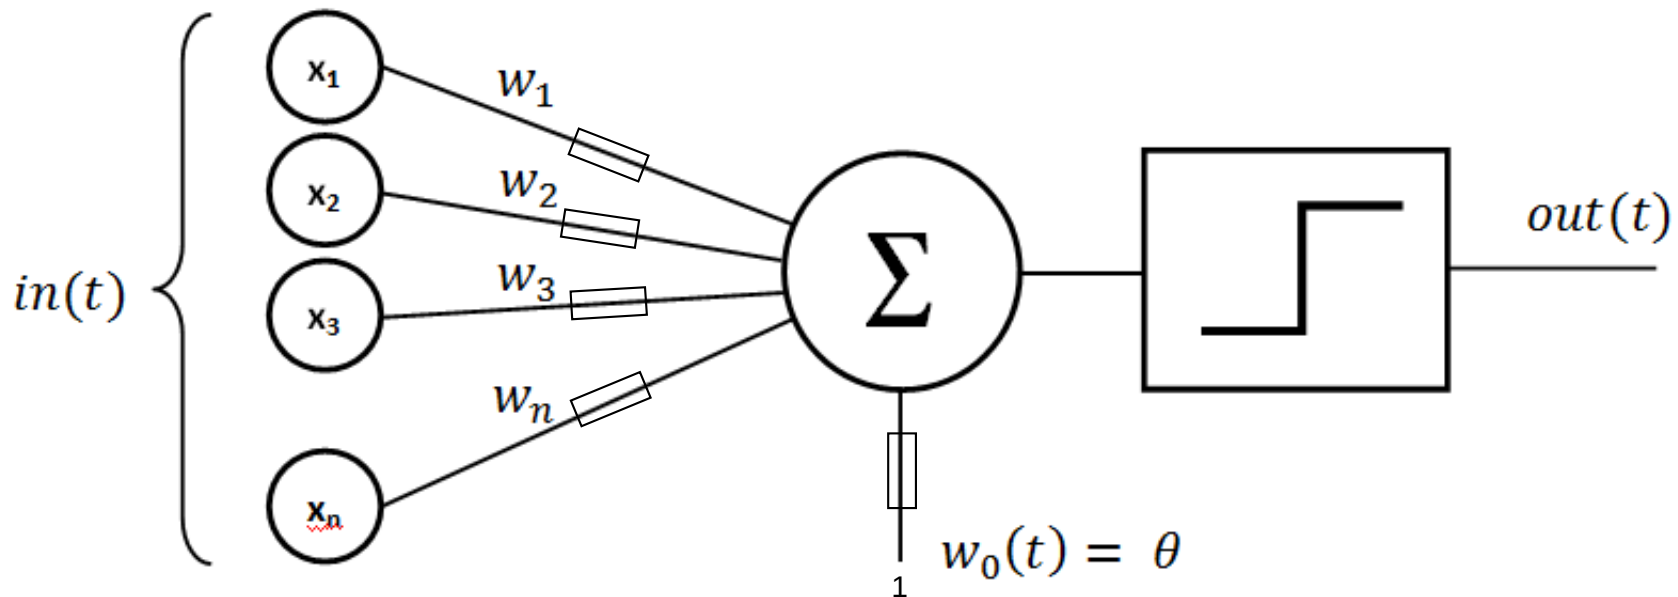 x₁
w₁
x₂
w₂
x₃
w₃
in(t)
wₙ
xₙ
Σ
out(t)
w₀(t) = θ
1